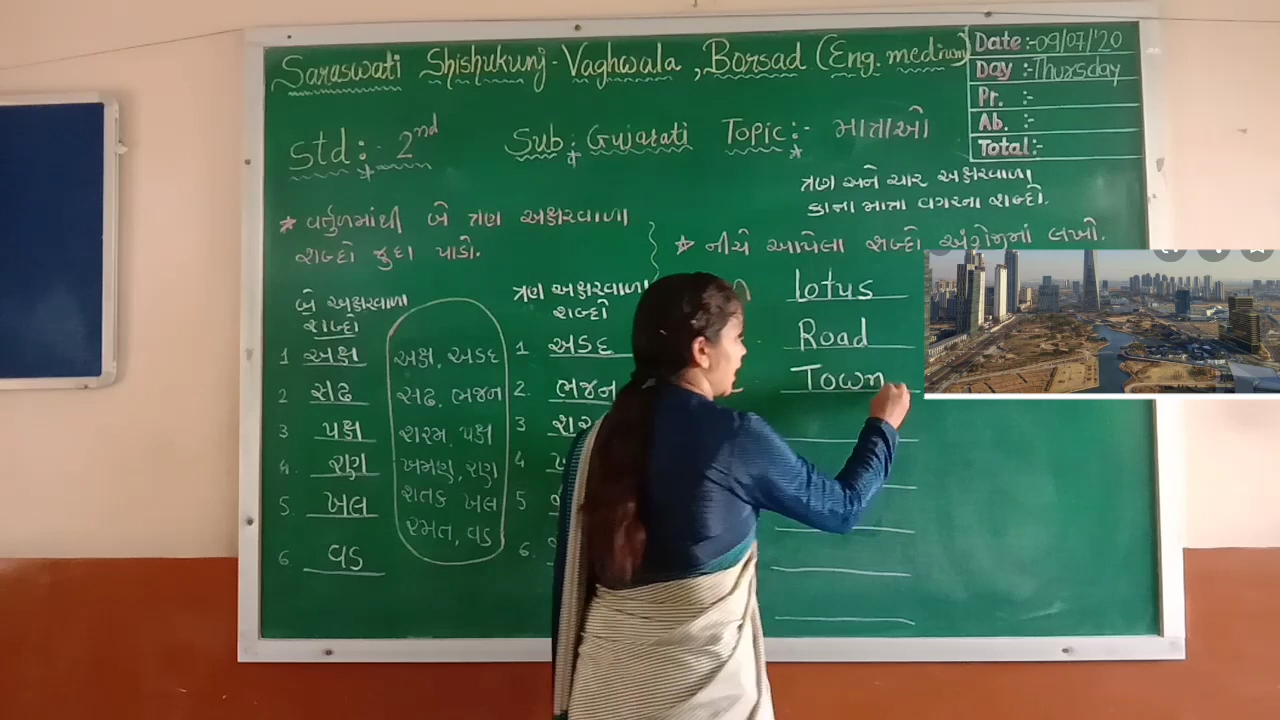 Saraswati Shishukunj-Vaghwala, Borsad (Eng. medium)
Date:-09/07/'20
Day :-Thursday
Pr. :-
Ab. :-
Total:-
Std:- 2nd
Sub: Gujarati
Topic:- માત્રાઓ
ત્રણ અને ચાર અક્ષરવાળા
કાના માત્રા વગરના શબ્દો.
* વર્તુળમાંથી બે ત્રણ અક્ષરવાળા
શબ્દો છુદા પાડો.
બે અક્ષરવાળા
શબ્દો
1 અક્ષ
2 સઢ
3 પક્ષ
4. રણ
5. ખલ
6. વડ
અક્ષ, અડદ
સઢ, ભજન
શરમ, પક્ષ
ખમણ, રણ
શતક ખલ
રમત, વડ
ત્રણ અક્ષરવાળા
શબ્દો
1 અડદ
2. ભજન
3
4
5
6.
* નીચે આપેલા શબ્દો અંગ્રેજીમાં લખો.
lotus
Road
Town